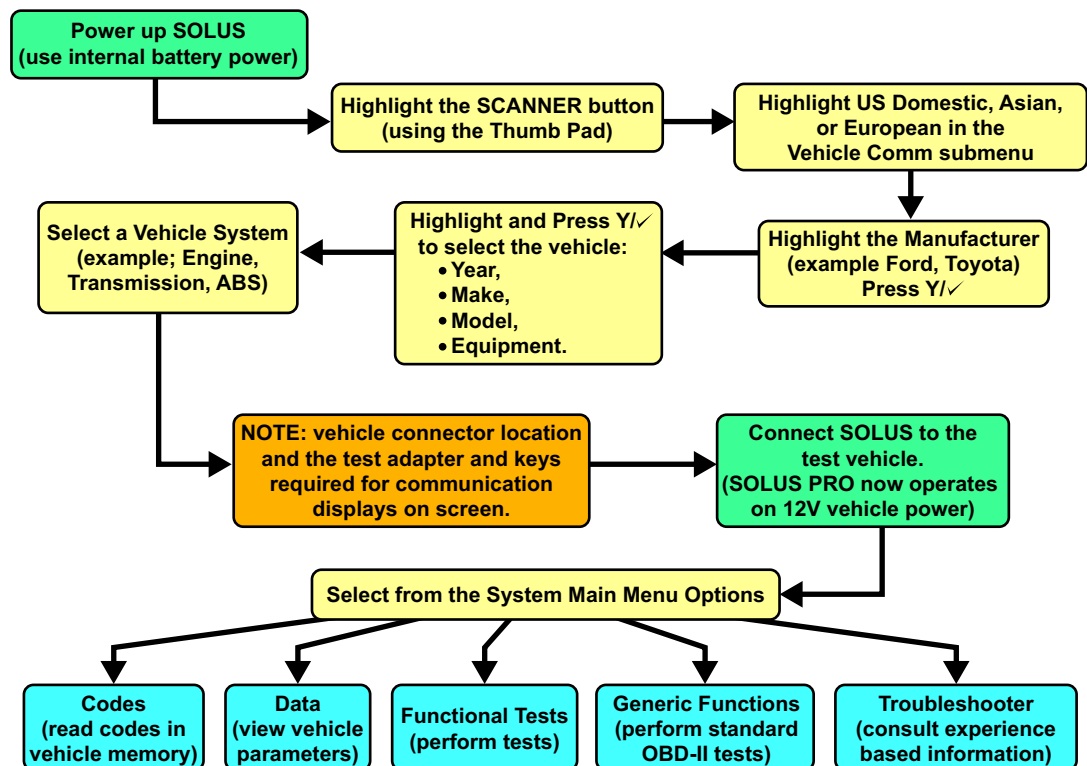 Power up SOLUS
(use internal battery power)
Highlight the SCANNER button
(using the Thumb Pad)
Highlight US Domestic, Asian,
or European in the
Vehicle Comm submenu
Highlight the Manufacturer
(example Ford, Toyota)
Press Y/✓
Highlight and Press Y/✓
to select the vehicle:
• Year,
• Make,
• Model,
• Equipment.
Select a Vehicle System
(example; Engine,
Transmission, ABS)
NOTE: vehicle connector location
and the test adapter and keys
required for communication
displays on screen.
Connect SOLUS to the
test vehicle.
(SOLUS PRO now operates
on 12V vehicle power)
Select from the System Main Menu Options
Codes
(read codes in
vehicle memory)
Data
(view vehicle
parameters)
Functional Tests
(perform tests)
Generic Functions
(perform standard
OBD-II tests)
Troubleshooter
(consult experience
based information)